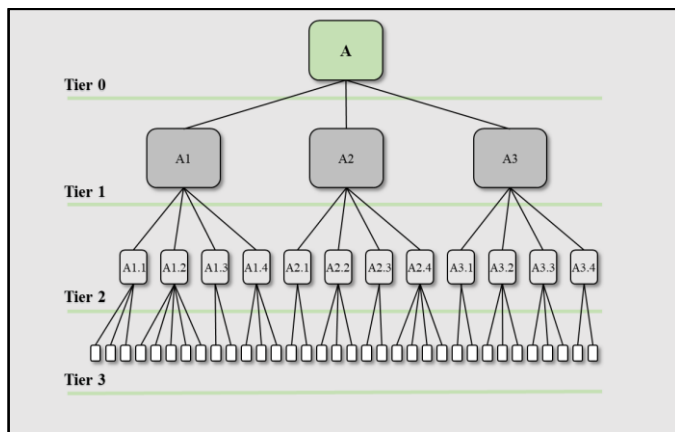 A
Tier 0
A1 A2 A3
Tier 1
A1.1 A1.2 A1.3 A1.4 A2.1 A2.2 A2.3 A2.4 A3.1 A3.2 A3.3 A3.4
Tier 2
Tier 3